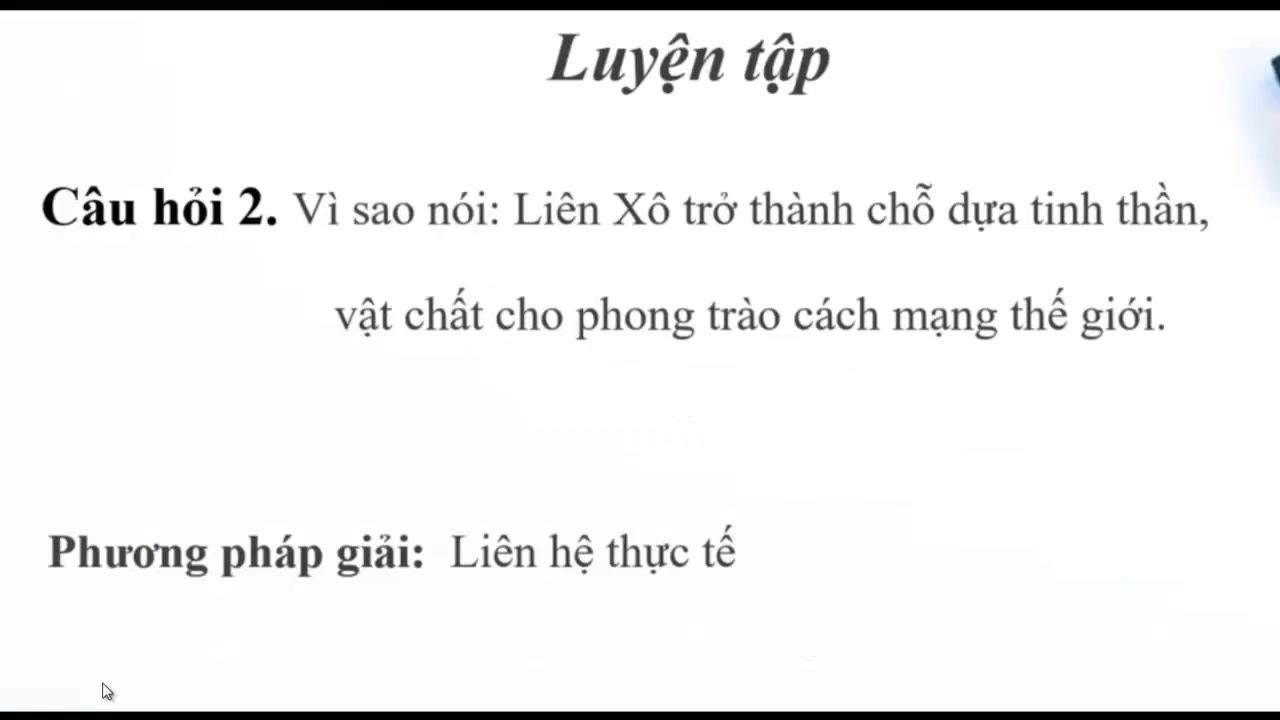 Luyện tập
Câu hỏi 2. Vì sao nói: Liên Xô trở thành chỗ dựa tinh thần,
vật chất cho phong trào cách mạng thế giới.
Phương pháp giải: Liên hệ thực tế